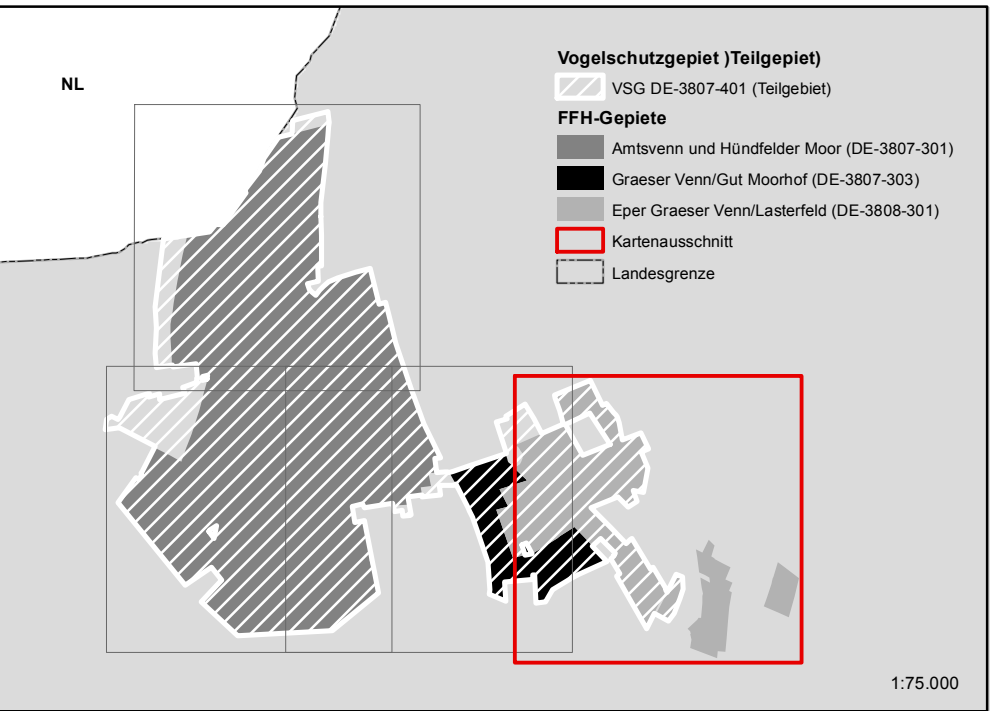 NL
Vogelschutzgepiet )Teilgepiet)
VSG DE-3807-401 (Teilgebiet)
FFH-Gepiete
Amtsvenn und Hündfelder Moor (DE-3807-301)
Graeser Venn/Gut Moorhof (DE-3807-303)
Eper Graeser Venn/Lasterfeld (DE-3808-301)
Kartenausschnitt
Landesgrenze
1:75.000